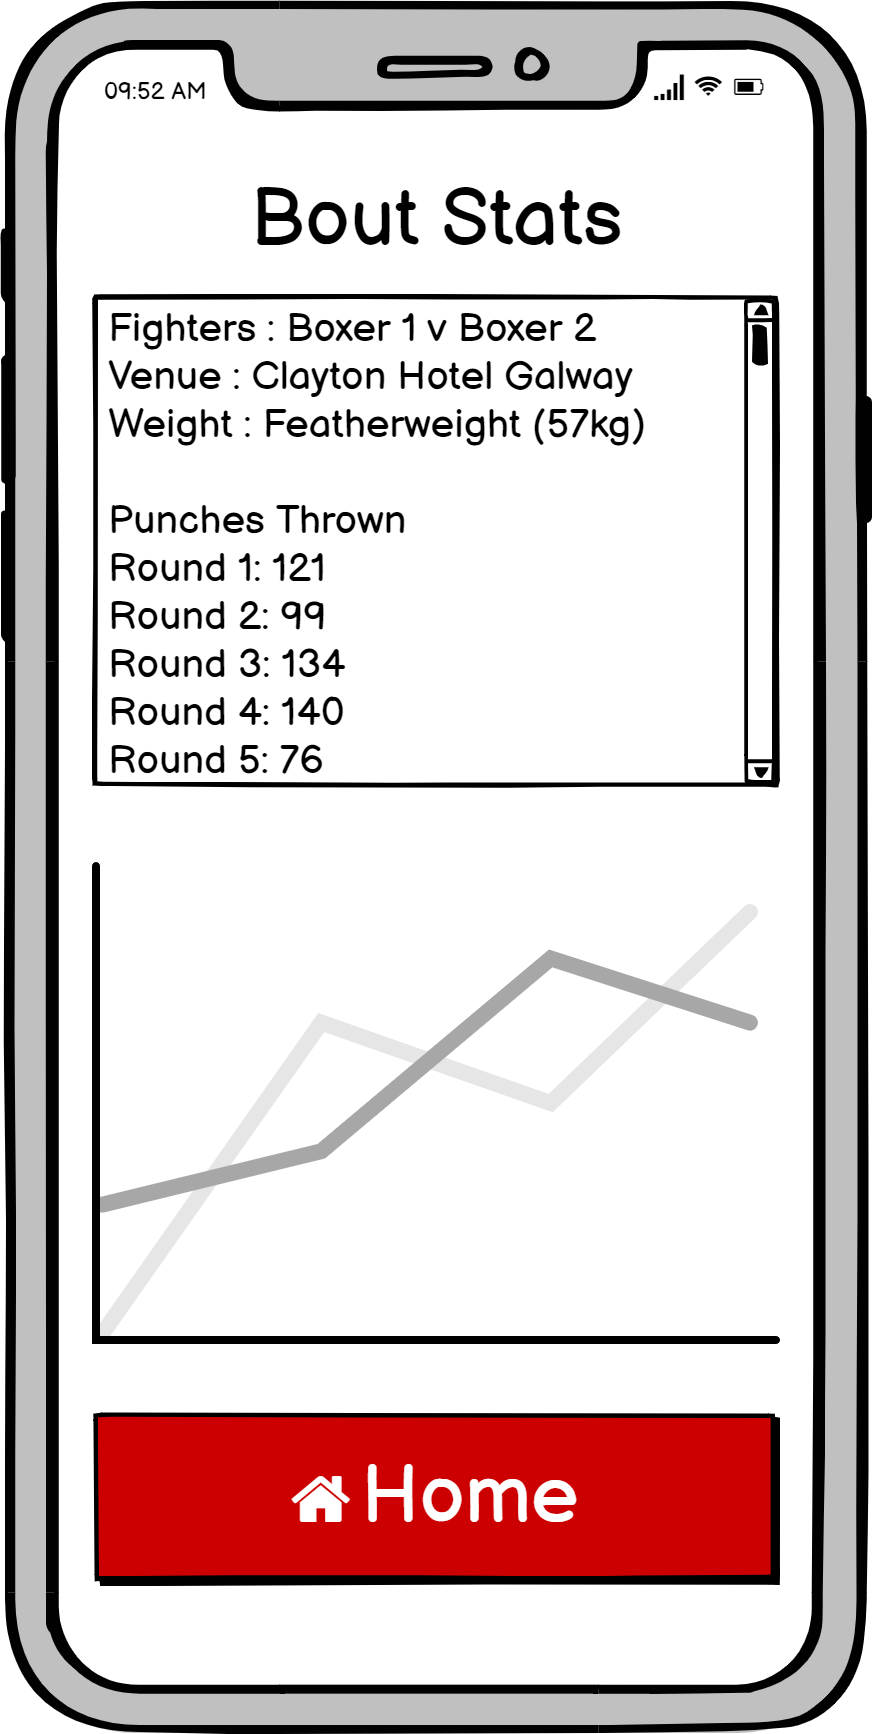 09:52 AM
Bout Stats
Fighters : Boxer 1 v Boxer 2
Venue : Clayton Hotel Galway
Weight : Featherweight (57kg)
Punches Thrown
Round 1: 121
Round 2: 99
Round 3: 134
Round 4: 140
Round 5: 76
Home